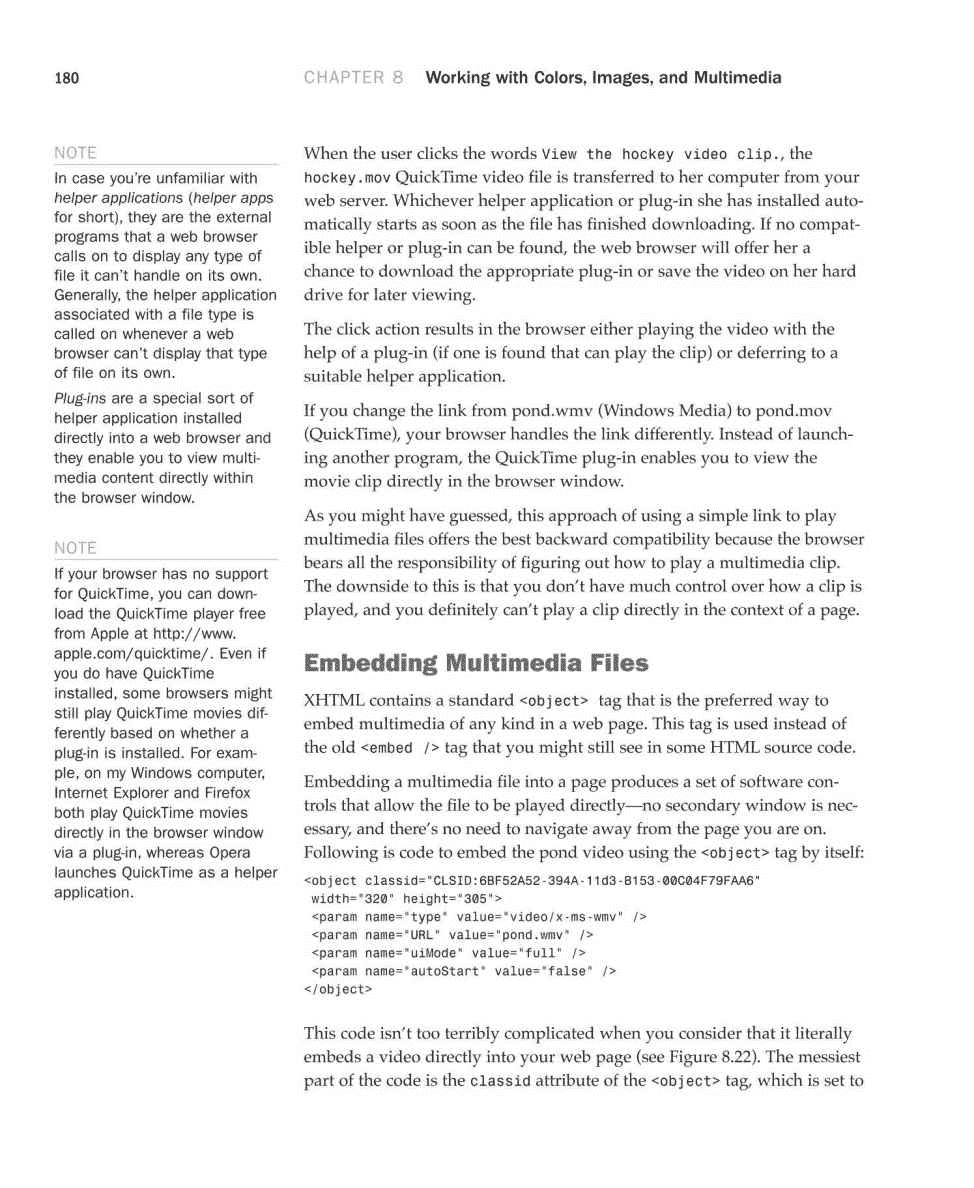 180
CHAPTER 8 Working with Colors, Images, and Multimedia
NOTE
In case you're unfamiliar with
helper applications (helper apps
for short), they are the external
programs that a web browser
calls on to display any type of
file it can't handle on its own.
Generally, the helper application
associated with a file type is
called on whenever a web
browser can't display that type
of file on its own.
Plug-ins are a special sort of
helper application installed
directly into a web browser and
they enable you to view multi-
media content directly within
the browser window.
NOTE
If your browser has no support
for QuickTime, you can down-
load the QuickTime player free
from Apple at http://www.
apple.com/quicktime/. Even if
you do have QuickTime
installed, some browsers might
still play QuickTime movies dif-
ferently based on whether a
plug-in is installed. For exam-
ple, on my Windows computer,
Internet Explorer and Firefox
both play QuickTime movies
directly in the browser window
via a plug-in, whereas Opera
launches QuickTime as a helper
application.
When the user clicks the words View the hockey video clip., the
hockey.mov QuickTime video file is transferred to her computer from your
web server. Whichever helper application or plug-in she has installed auto-
matically starts as soon as the file has finished downloading. If no compat-
ible helper or plug-in can be found, the web browser will offer her a
chance to download the appropriate plug-in or save the video on her hard
drive for later viewing.
The click action results in the browser either playing the video with the
help of a plug-in (if one is found that can play the clip) or deferring to a
suitable helper application.
If you change the link from pond.wmv (Windows Media) to pond.mov
(QuickTime), your browser handles the link differently. Instead of launch-
ing another program, the QuickTime plug-in enables you to view the
movie clip directly in the browser window.
As you might have guessed, this approach of using a simple link to play
multimedia files offers the best backward compatibility because the browser
bears all the responsibility of figuring out how to play a multimedia clip.
The downside to this is that you don't have much control over how a clip is
played, and you definitely can't play a clip directly in the context of a page.
Embedding Multimedia Files
XHTML contains a standard <object> tag that is the preferred way to
embed multimedia of any kind in a web page. This tag is used instead of
the old <embed /> tag that you might still see in some HTML source code.
Embedding a multimedia file into a page produces a set of software con-
trols that allow the file to be played directly—no secondary window is nec-
essary, and there's no need to navigate away from the page you are on.
Following is code to embed the pond video using the <object> tag by itself:
<object classid="CLSID:6BF52A52-394A-11d3-B153-00C04F79FAA6"
width="320" height="305">
<param name="type" value="video/x-ms-wmv" />
<param name="URL" value="pond.wmv" />
<param name="uiMode" value="full" />
<param name="autoStart" value="false" />
</object>
This code isn't too terribly complicated when you consider that it literally
embeds a video directly into your web page (see Figure 8.22). The messiest
part of the code is the classid attribute of the <object> tag, which is set to